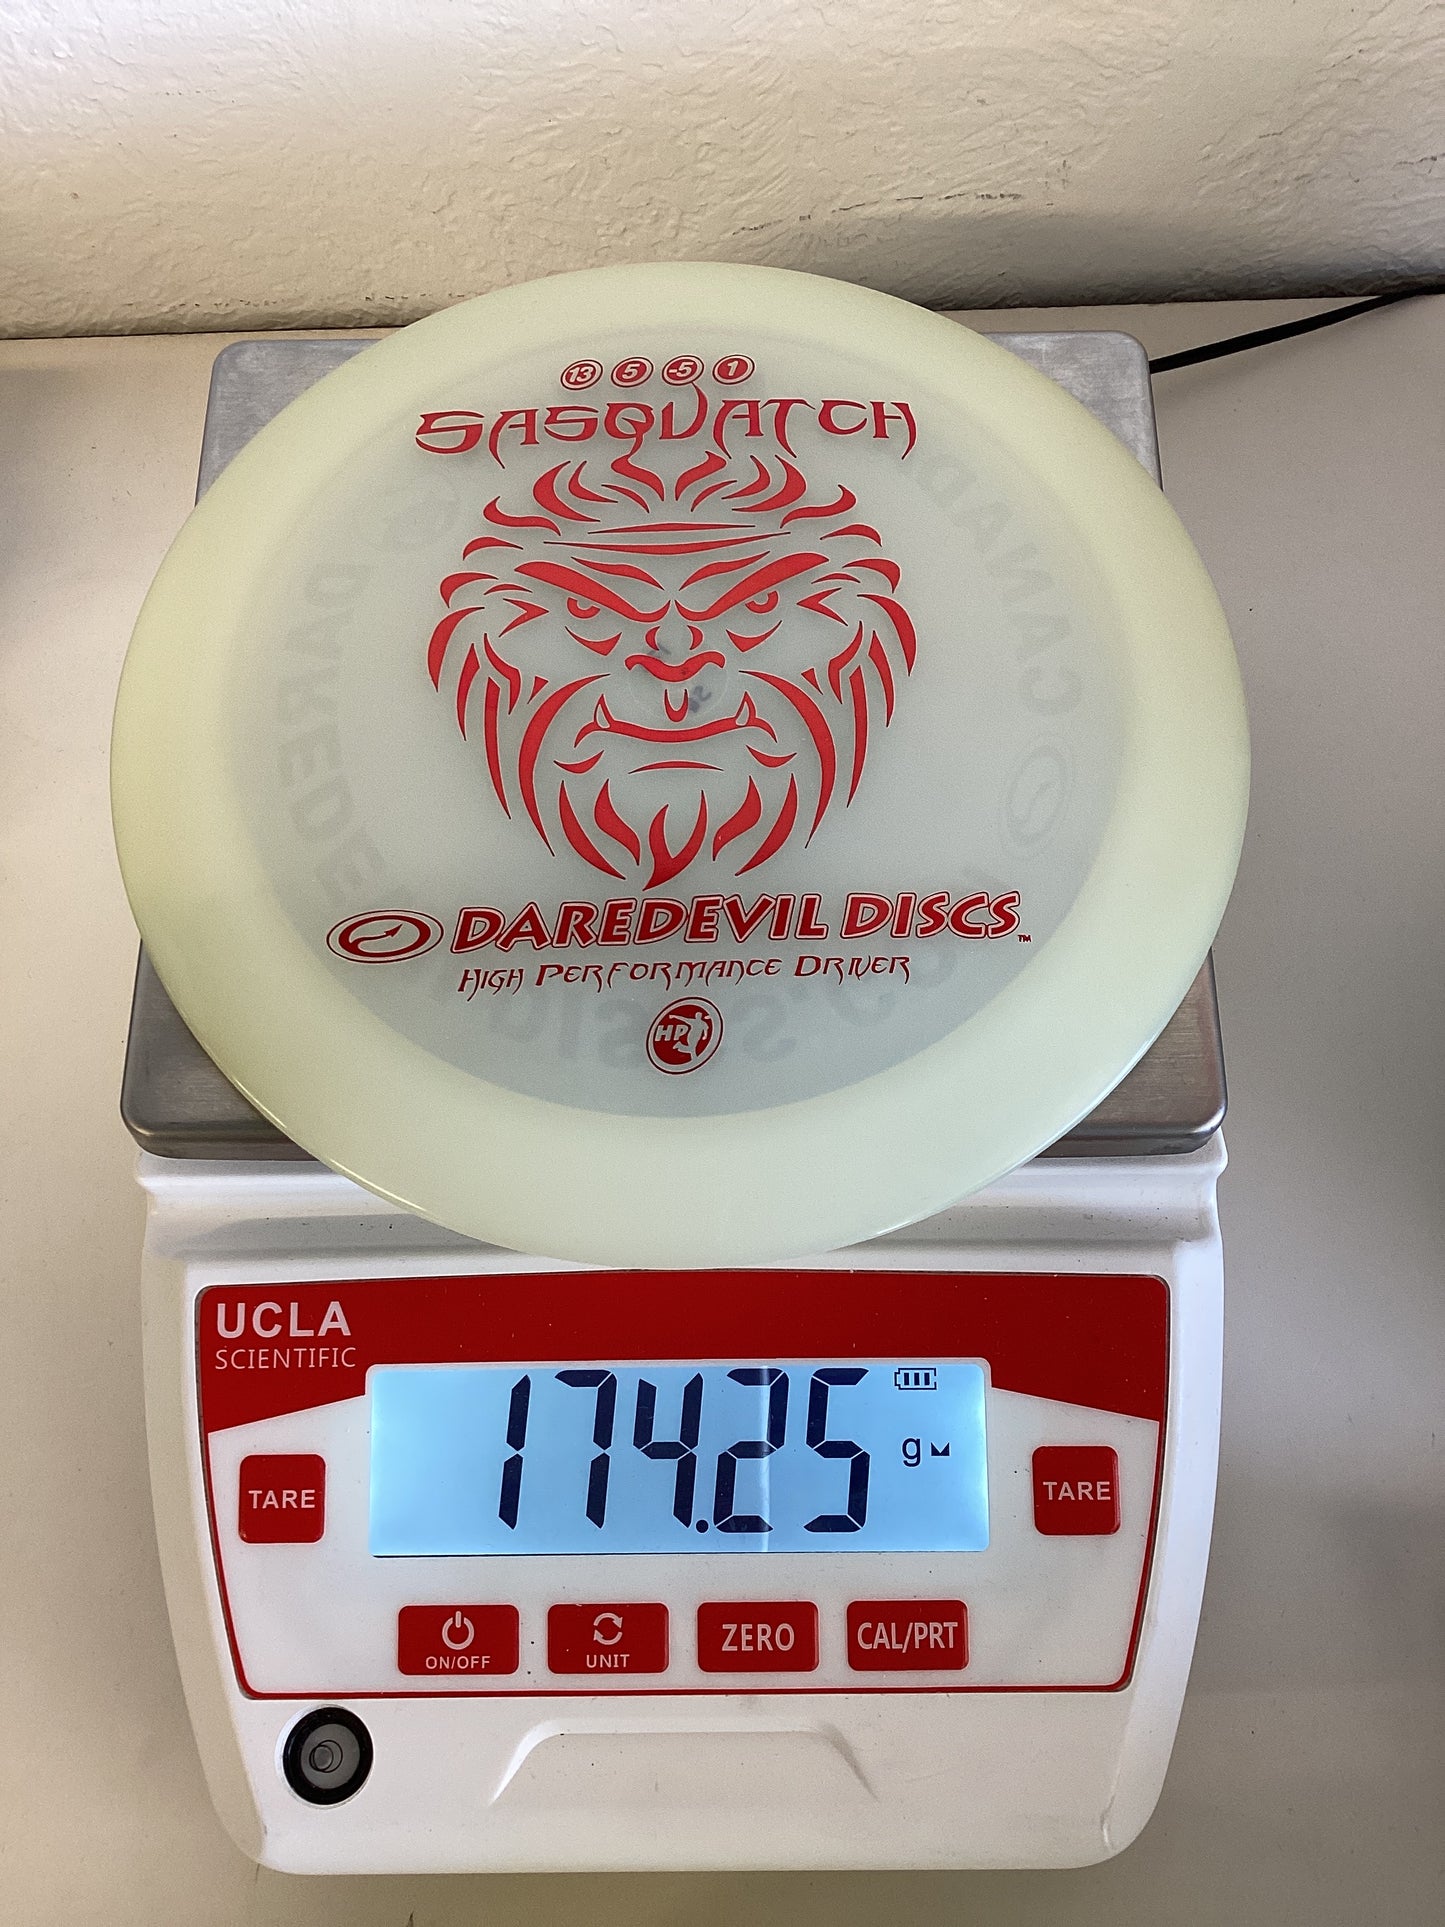 13 5 -5 1
SASQUATCH
DAREDEVIL DISCS™
HIGH PERFORMANCE DRIVER
HP
UCLA
SCIENTIFIC
174.25 g
TARE
TARE
ON/OFF
UNIT
ZERO
CAL/PRT